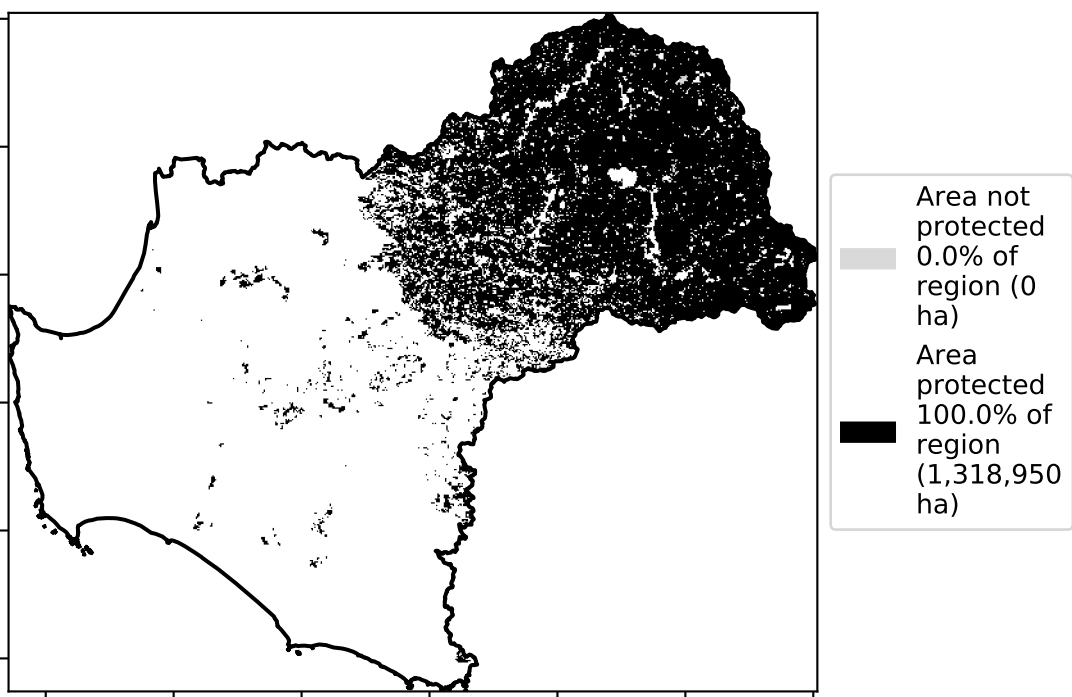 Area not
protected
0.0% of
region (0
ha)
Area
protected
100.0% of
region
(1,318,950
ha)